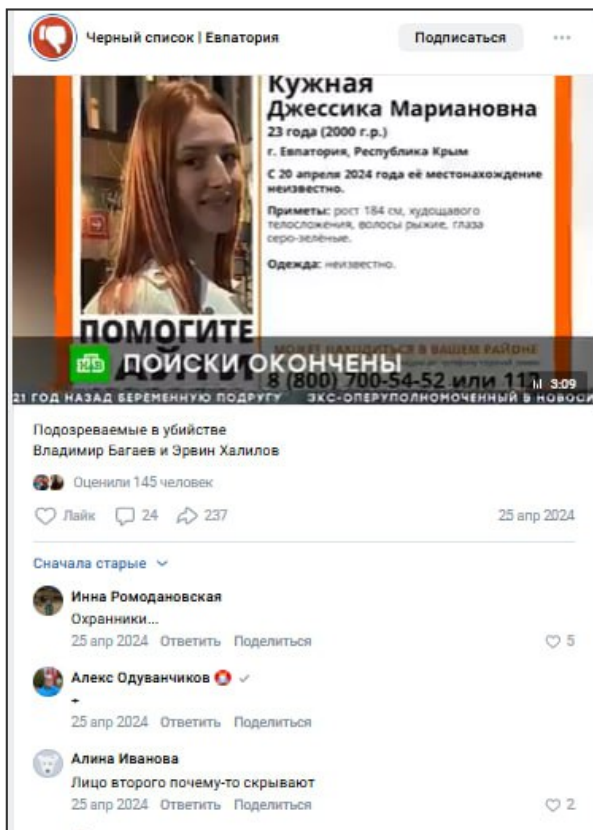 Черный список | Евпатория
Подписаться
Кужная
Джессика Мариановна
23 года (2000 г.р.)
г. Евпатория, Республика Крым
С 20 апреля 2024 года её местонахождение
неизвестно.
Приметы: рост 184 см, худощавого
телосложения, волосы рыжие, глаза
серо-зелёные.
Одежда: неизвестно.
ПОМОГИТЕ
МОЖЕТ НАХОДИТЬСЯ В ВАШЕМ РАЙОНЕ
НТВ ПОИСКИ ОКОНЧЕНЫ
8 (800) 700-54-52 или 112
3:09
21 ГОД НАЗАД БЕРЕМЕННУЮ ПОДРУГУ ЭКС-ОПЕРУПОЛНОМОЧЕННЫЙ В НОВОСИ
Подозреваемые в убийстве
Владимир Багаев и Эрвин Халилов
Оценили 145 человек
Лайк 24 237 25 апр 2024
Сначала старые
Инна Ромодановская
Охранники...
25 апр 2024 Ответить Поделиться 5
Алекс Одуванчиков
+
25 апр 2024 Ответить Поделиться
Алина Иванова
Лицо второго почему-то скрывают
25 апр 2024 Ответить Поделиться 2